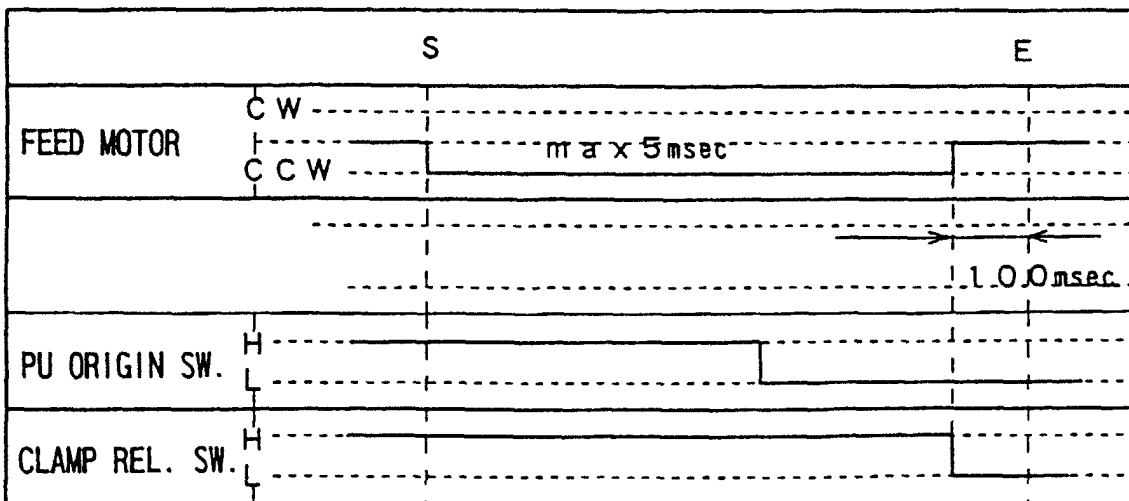 S E
CW
FEED MOTOR
max 5msec
CCW
100msec
H
PU ORIGIN SW.
L
H
CLAMP REL. SW.
L